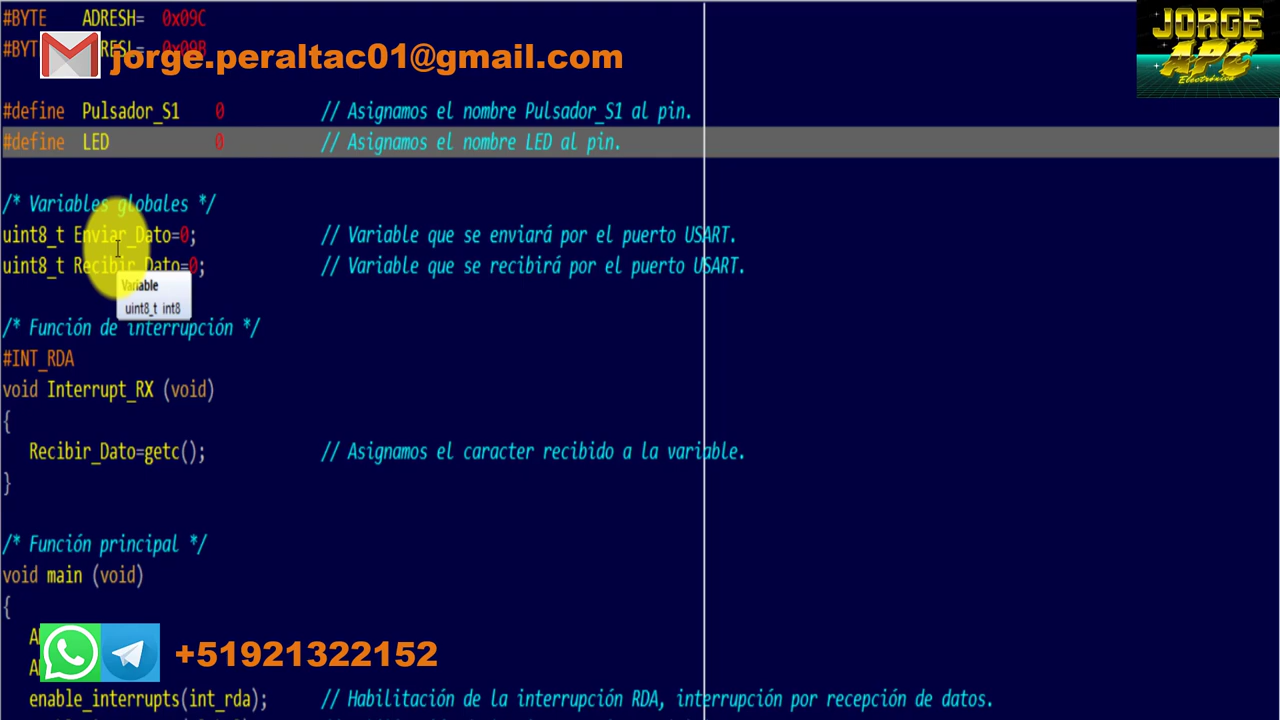 #BYTE ADRESH= 0x09C
JORGE
APC
Electrónica
jorge.peraltac01@gmail.com
#define Pulsador_S1 0 // Asignamos el nombre Pulsador_S1 al pin.
#define LED 0 // Asignamos el nombre LED al pin.
/* Variables globales */
uint8_t Enviar_Dato=0; // Variable que se enviará por el puerto USART.
uint8_t Recibir_Dato=0; // Variable que se recibirá por el puerto USART.
Variable
uint8_t int8
/* Función de interrupción */
#INT_RDA
void Interrupt_RX (void)
{
Recibir_Dato=getc(); // Asignamos el caracter recibido a la variable.
}
/* Función principal */
void main (void)
{
+51921322152
enable_interrupts(int_rda); // Habilitación de la interrupción RDA, interrupción por recepción de datos.